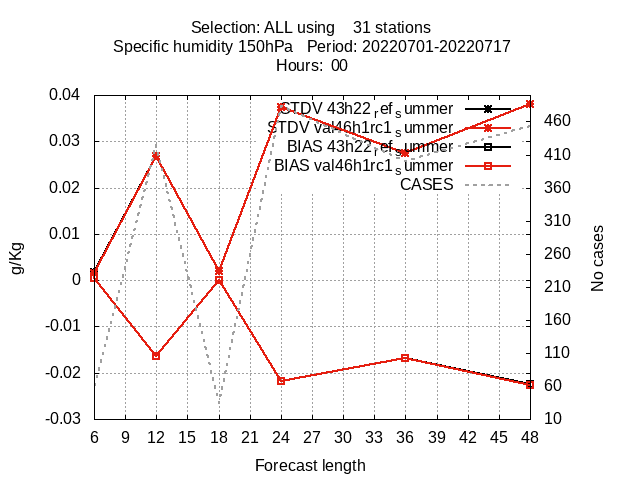 Selection: ALL using 31 stations
Specific humidity 150hPa Period: 20220701-20220717
Hours: 00
STDV 43h22_ref_summer
STDV val46h1rc1_summer
BIAS 43h22_ref_summer
BIAS val46h1rc1_summer
CASES
0.04
0.03
0.02
0.01
0
-0.01
-0.02
-0.03
g/Kg
460
410
360
310
260
210
160
110
60
10
No cases
6 9 12 15 18 21 24 27 30 33 36 39 42 45 48
Forecast length